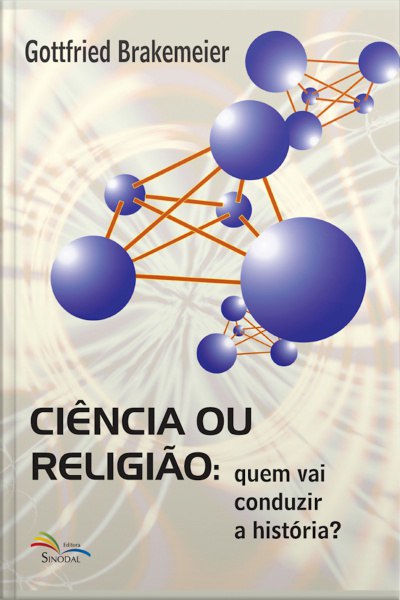 Gottfried Brakemeier
CIÊNCIA OU
RELIGIÃO: quem vai
conduzir
a história?
Editora
SINODAL